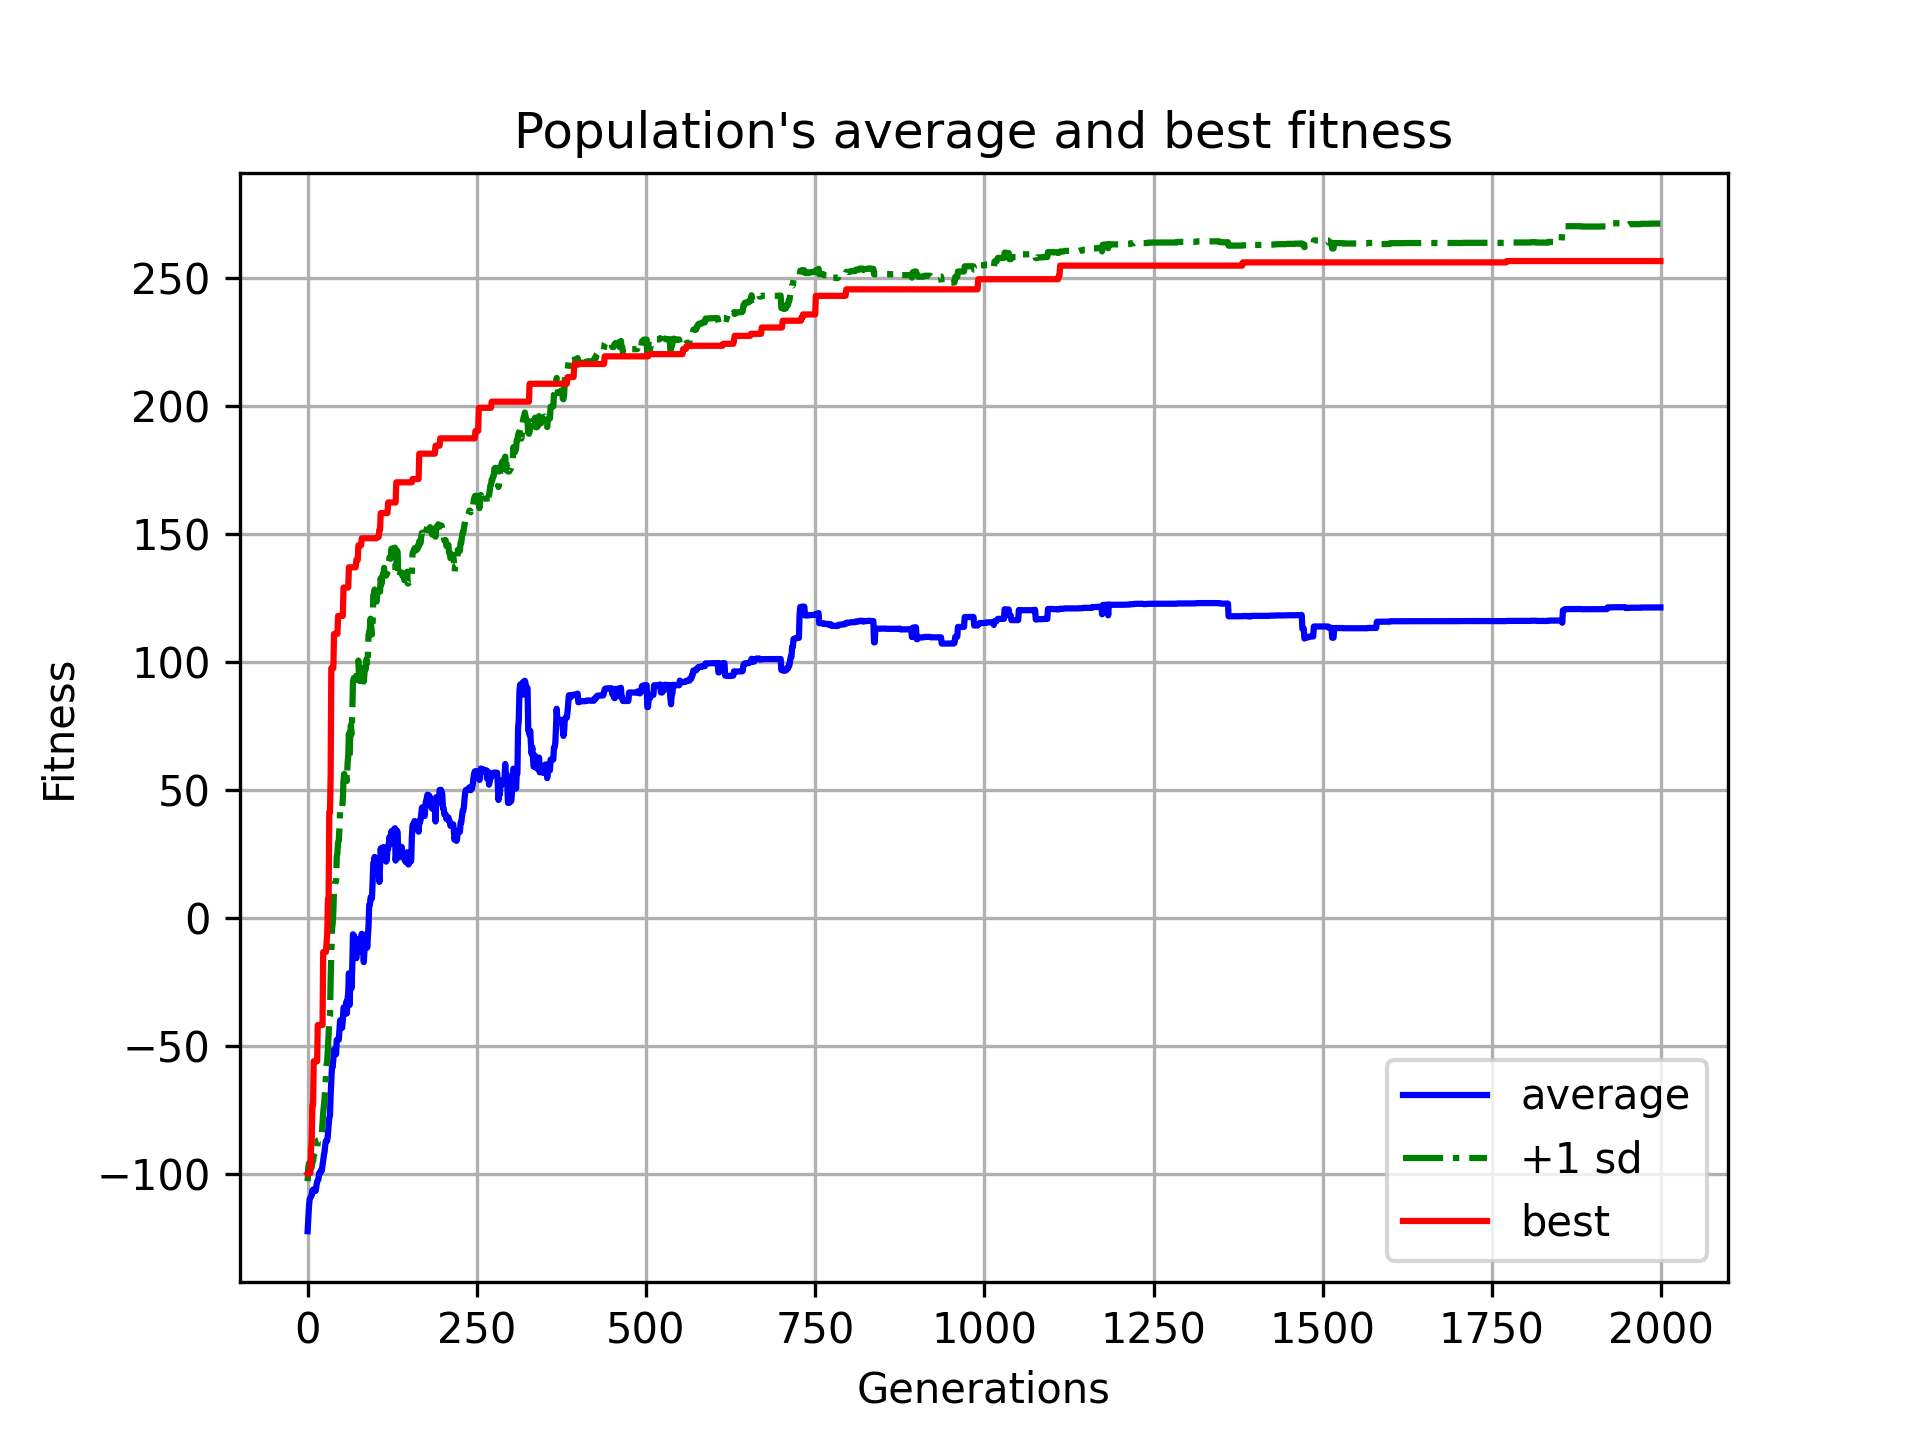 Population's average and best fitness
Fitness
250
200
150
100
50
0
−50
−100
average
+1 sd
best
0 250 500 750 1000 1250 1500 1750 2000
Generations